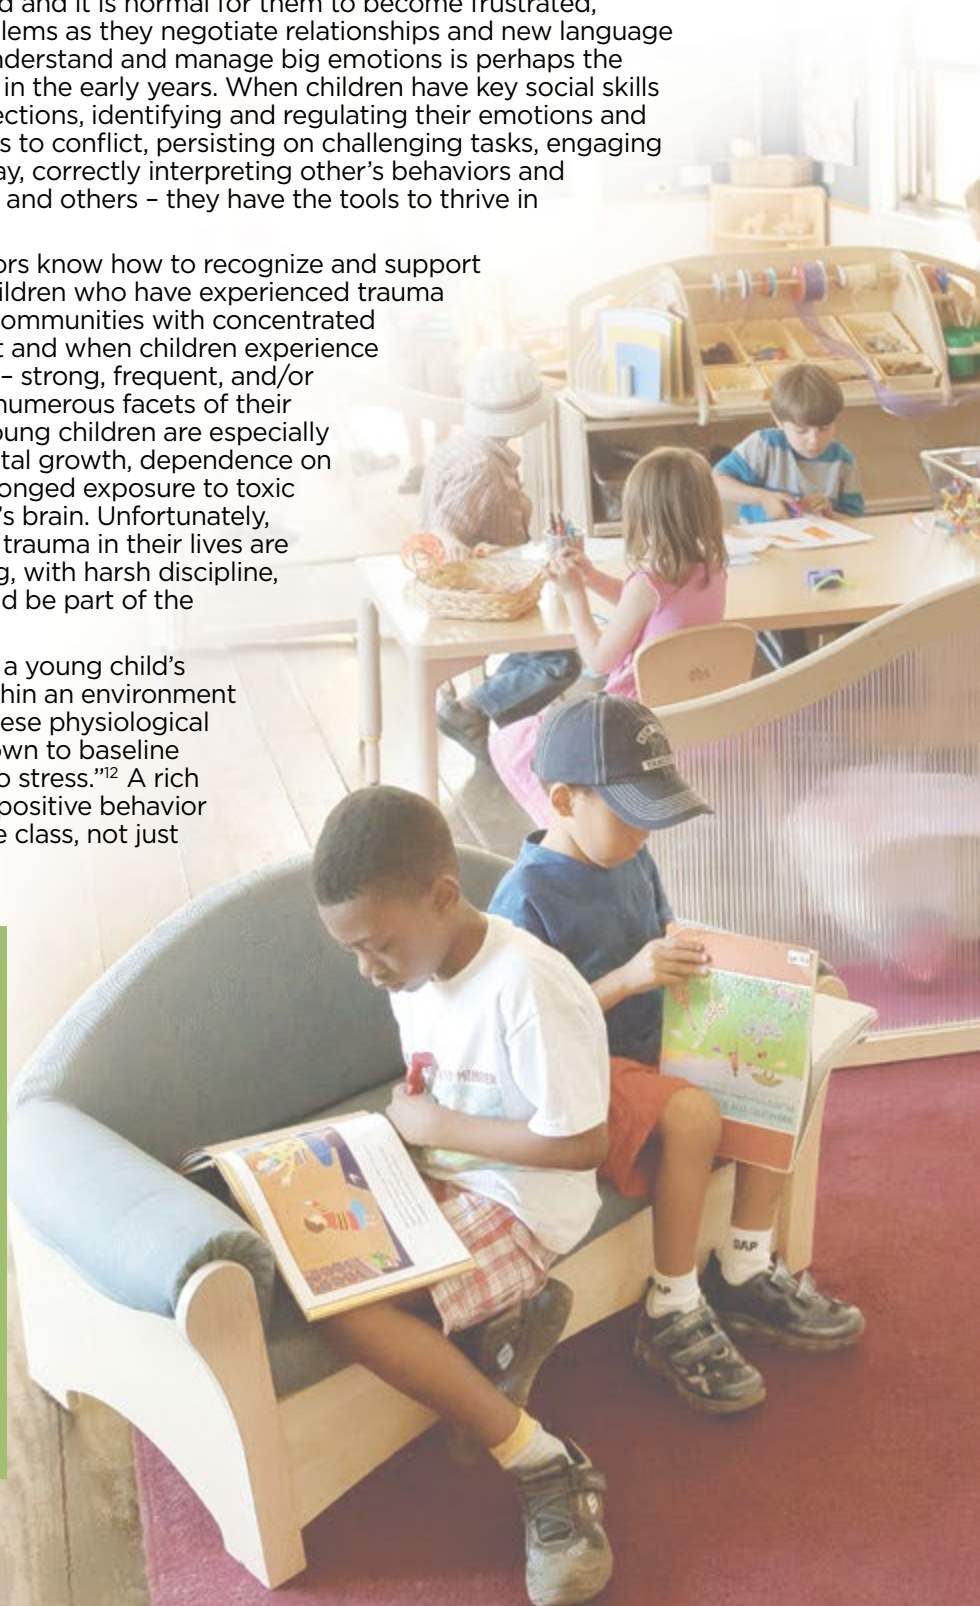 d and it is normal for them to become frustrated,
lems as they negotiate relationships and new language
nderstand and manage big emotions is perhaps the
in the early years. When children have key social skills
ections, identifying and regulating their emotions and
s to conflict, persisting on challenging tasks, engaging
ay, correctly interpreting other’s behaviors and
and others – they have the tools to thrive in
ors know how to recognize and support
ildren who have experienced trauma
ommunities with concentrated
t and when children experience
– strong, frequent, and/or
numerous facets of their
oung children are especially
tal growth, dependence on
onged exposure to toxic
’s brain. Unfortunately,
trauma in their lives are
g, with harsh discipline,
d be part of the
a young child’s
thin an environment
ese physiological
own to baseline
o stress.”12 A rich
positive behavior
e class, not just
GAP